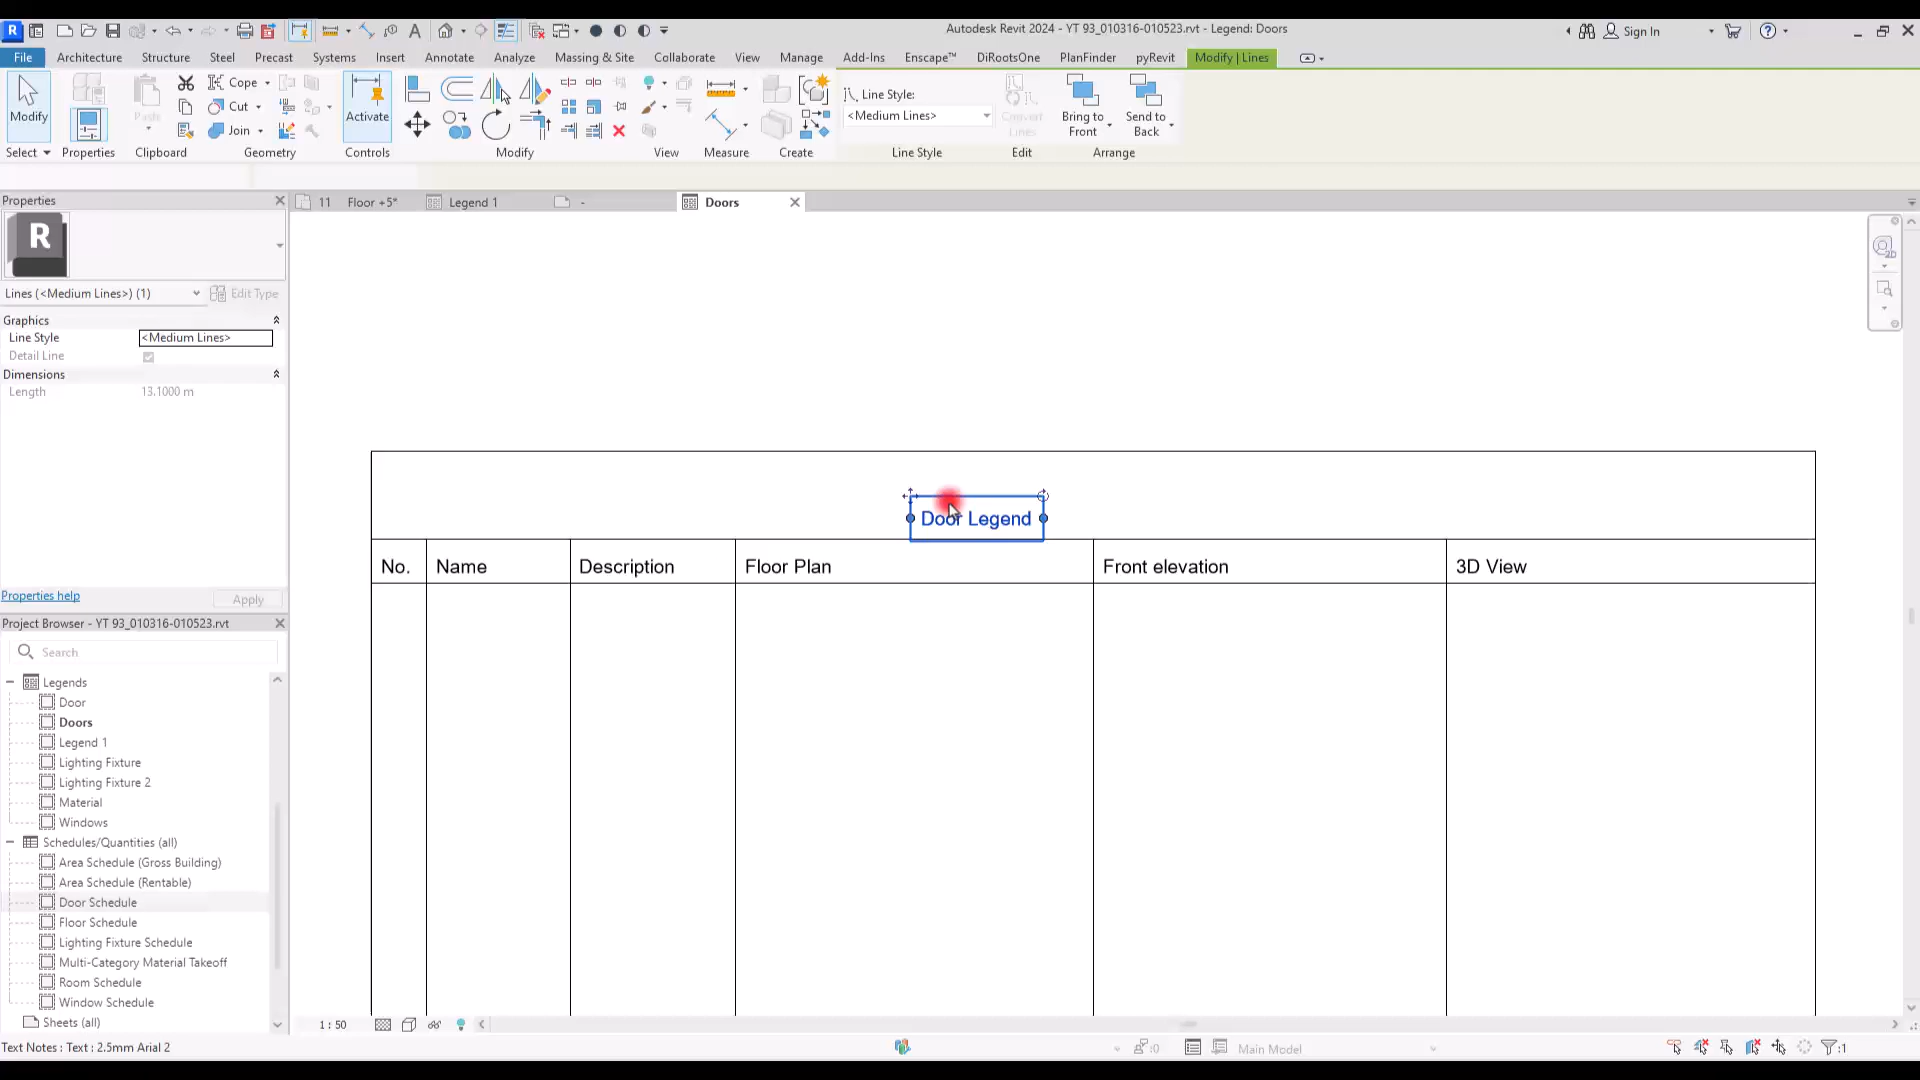 Autodesk Revit 2024 - YT 93_010316-010523.rvt - Legend: Doors
Sign In
File Architecture Structure Steel Precast Systems Insert Annotate Analyze Massing & Site Collaborate View Manage Add-Ins Enscape™ DiRootsOne PlanFinder pyRevit Modify | Lines
Modify
Paste
Cope
Cut
Join
Activate
Line Style:
<Medium Lines>
Convert Lines
Bring to Front
Send to Back
Select Properties Clipboard Geometry Controls Modify View Measure Create Line Style Edit Arrange
Properties
11 Floor +5*
Legend 1
-
Doors
R
Lines (<Medium Lines>) (1)
Edit Type
Graphics
Line Style <Medium Lines>
Detail Line
Dimensions
Length 13.1000 m
Properties help
Apply
Project Browser - YT 93_010316-010523.rvt
Search
Legends
Door
Doors
Legend 1
Lighting Fixture
Lighting Fixture 2
Material
Windows
Schedules/Quantities (all)
Area Schedule (Gross Building)
Area Schedule (Rentable)
Door Schedule
Floor Schedule
Lighting Fixture Schedule
Multi-Category Material Takeoff
Room Schedule
Window Schedule
Sheets (all)
Door Legend
No. Name Description Floor Plan Front elevation 3D View
1 : 50
Text Notes : Text : 2.5mm Arial 2
:0
Main Model
:1